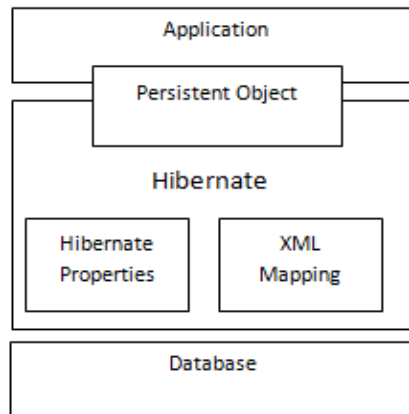 Application
Persistent Object
Hibernate
Hibernate
Properties
XML
Mapping
Database